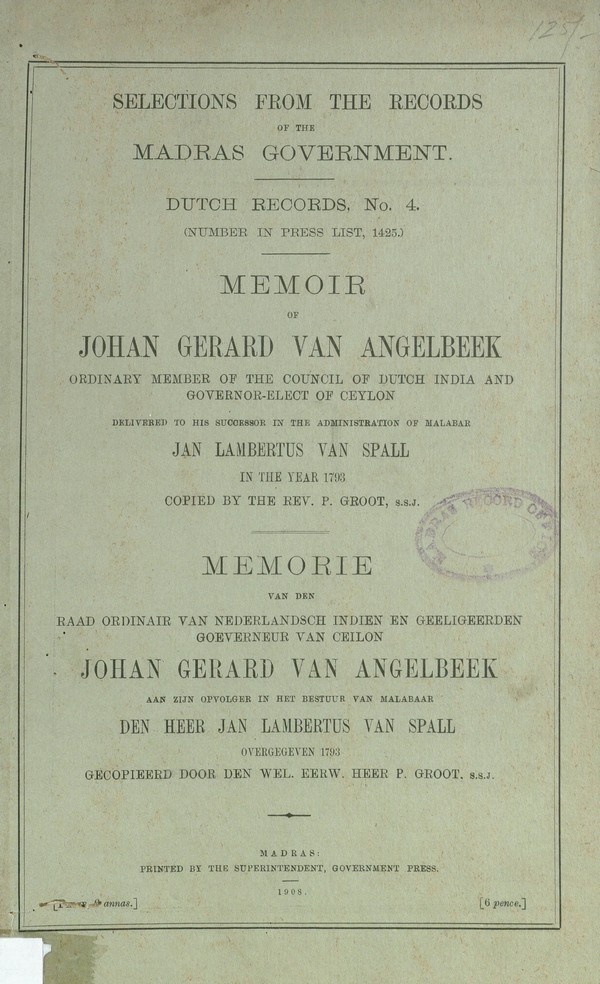 125/-
SELECTIONS FROM THE RECORDS
OF THE
MADRAS GOVERNMENT.
DUTCH RECORDS, No. 4.
(NUMBER IN PRESS LIST, 1425.)
MEMOIR
OF
JOHAN GERARD VAN ANGELBEEK
ORDINARY MEMBER OF THE COUNCIL OF DUTCH INDIA AND
GOVERNOR-ELECT OF CEYLON
DELIVERED TO HIS SUCCESSOR IN THE ADMINISTRATION OF MALABAR
JAN LAMBERTUS VAN SPALL
IN THE YEAR 1793
COPIED BY THE REV. P. GROOT, S.S.J.
MADRAS RECORD OFFICE
MEMORIE
VAN DEN
RAAD ORDINAIR VAN NEDERLANDSCH INDIEN EN GEELIGEERDEN
GOEVERNEUR VAN CEILON
JOHAN GERARD VAN ANGELBEEK
AAN ZIJN OPVOLGER IN HET BESTUUR VAN MALABAAR
DEN HEER JAN LAMBERTUS VAN SPALL
OVERGEGEVEN 1793
GECOPIEERD DOOR DEN WEL. EERW. HEER P. GROOT, S.S.J.
MADRAS:
PRINTED BY THE SUPERINTENDENT, GOVERNMENT PRESS.
1908.
annas.] [6 pence.]